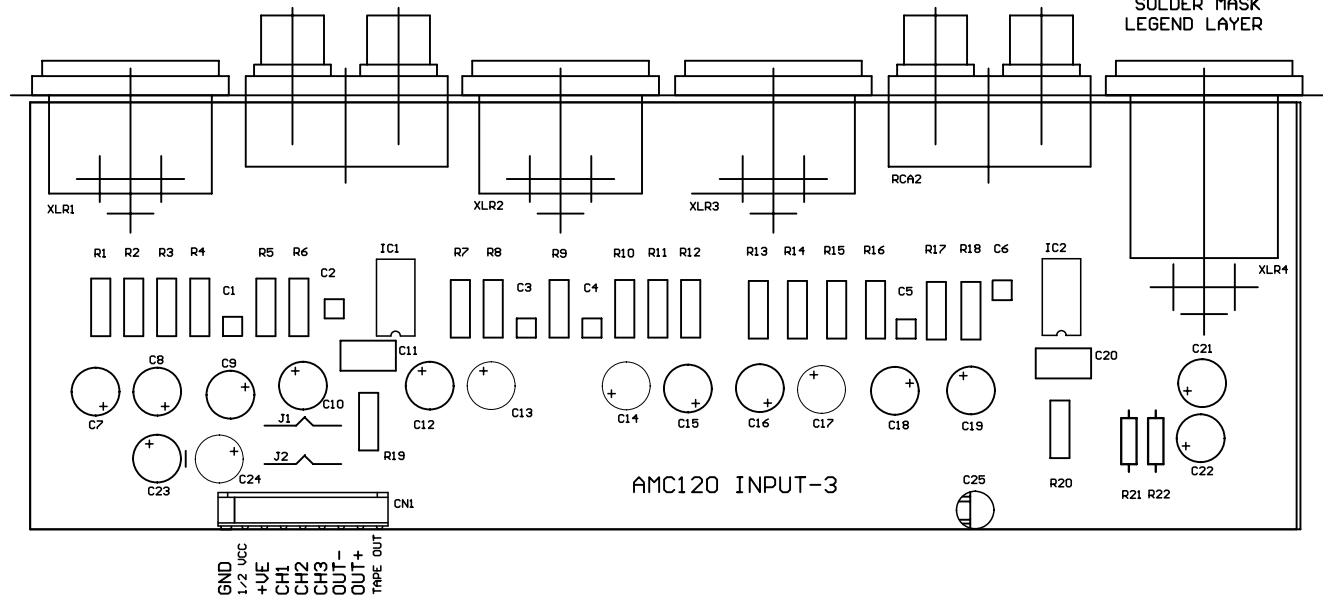 SOLDER MASK
LEGEND LAYER
XLR1
XLR2
XLR3
RCA2
XLR4
R1 R2 R3 R4 R5 R6 IC1 R7 R8 R9 R10 R11 R12 R13 R14 R15 R16 R17 R18 C6 IC2
C1 C2 C3 C4 C5
C8 C9 C11 C20 C21
C7 C10 C12 C13 C14 C15 C16 C17 C18 C19
J1
J2
R19
C22
C23 C24
AMC120 INPUT-3
C25 R20 R21 R22
CN1
GND
1/2 VCC
+VE
CH1
CH2
CH3
OUT-
OUT+
TAPE OUT